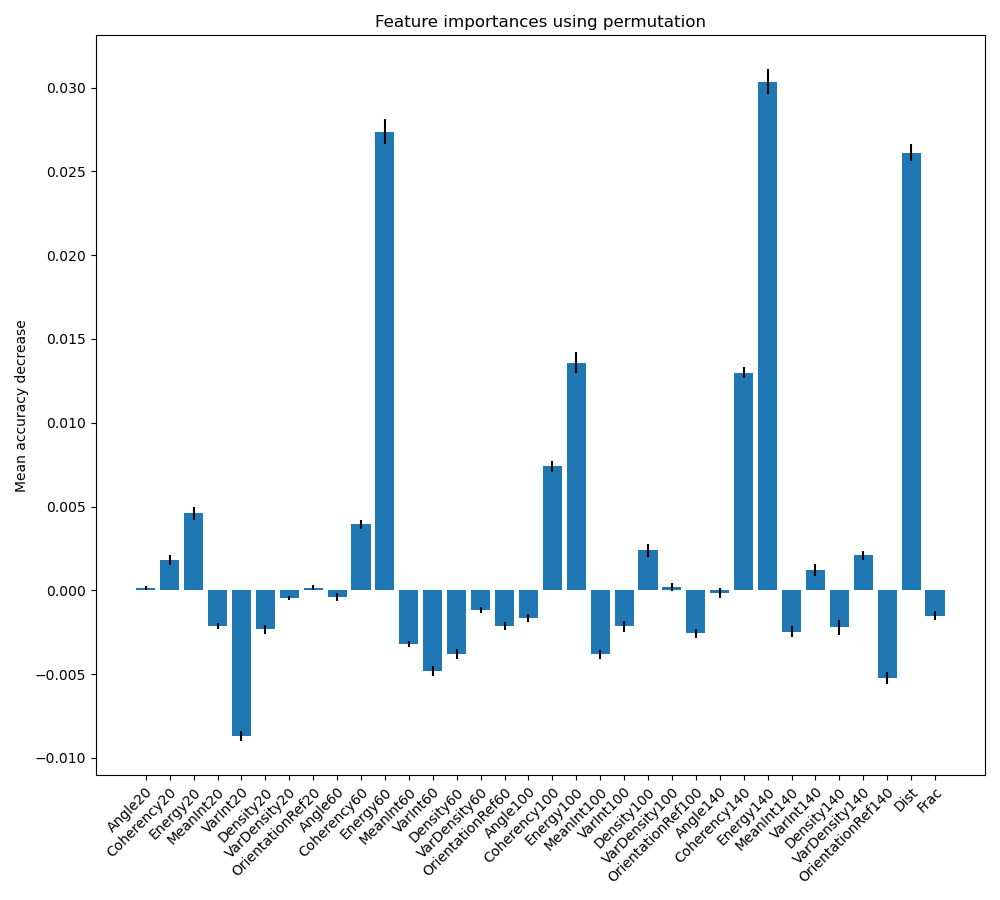 Feature importances using permutation
Mean accuracy decrease
0.030
0.025
0.020
0.015
0.010
0.005
0.000
−0.005
−0.010
Angle20
Coherency20
Energy20
MeanInt20
VarInt20
Density20
VarDensity20
OrientationRef20
Angle60
Coherency60
Energy60
MeanInt60
VarInt60
Density60
VarDensity60
OrientationRef60
Angle100
Coherency100
Energy100
MeanInt100
VarInt100
Density100
VarDensity100
OrientationRef100
Angle140
Coherency140
Energy140
MeanInt140
VarInt140
Density140
VarDensity140
OrientationRef140
Dist
Frac